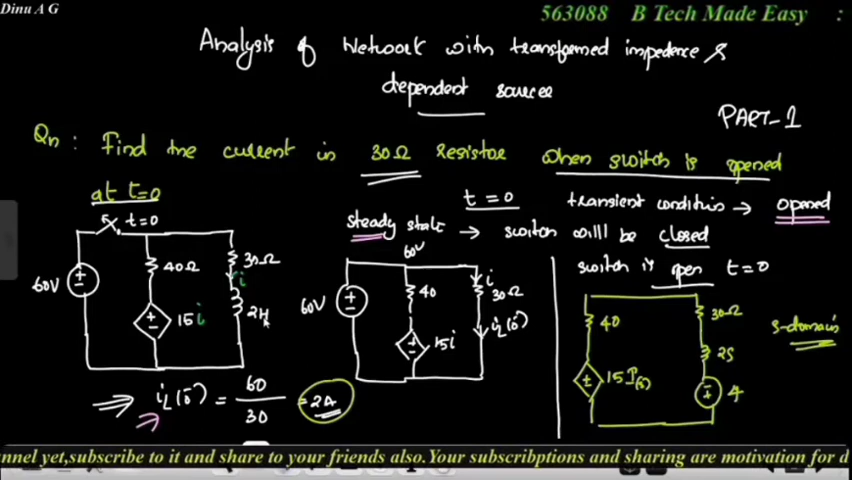 Dinu A G
563088 B Tech Made Easy :
Analysis of Network with transformed impedence &
dependent source
PART-1
Qn : Find the current in 30Ω resistor when switch is opened
at t=0
t = 0
transient condition → opened
steady state → switch will be closed
switch is open t=0
t=0
60V
40Ω
30Ω
i
15i
2H
60V
60V
40
i
30Ω
iL(0-)
15i
40
30Ω
2S
15I(s)
4
s-domain
⇒ iL(0-) = 60
30
= 2A
nnel yet,subscribe to it and share to your friends also.Your subscribptions and sharing are motivation for d